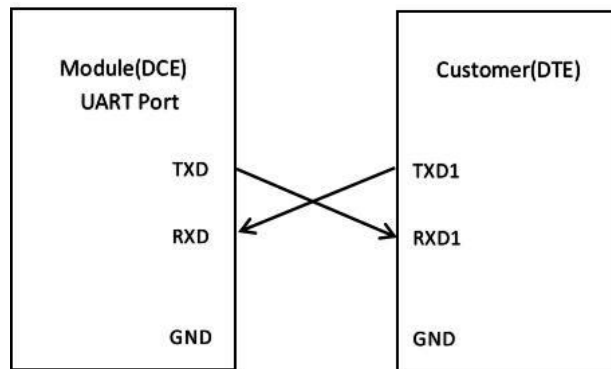 Module(DCE)
UART Port
TXD
RXD
GND
Customer(DTE)
TXD1
RXD1
GND